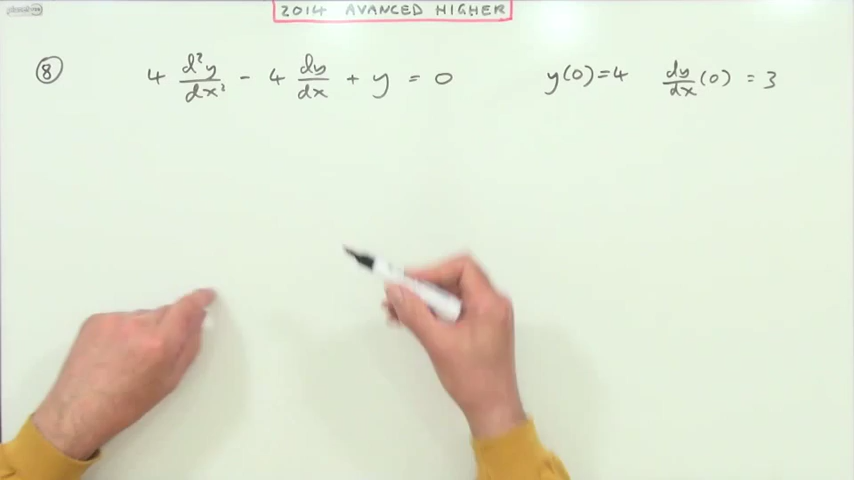 2014 AVANCED HIGHER
⑧ 4 d²y/dx² - 4 dy/dx + y = 0 y(0)=4 dy/dx (0) = 3